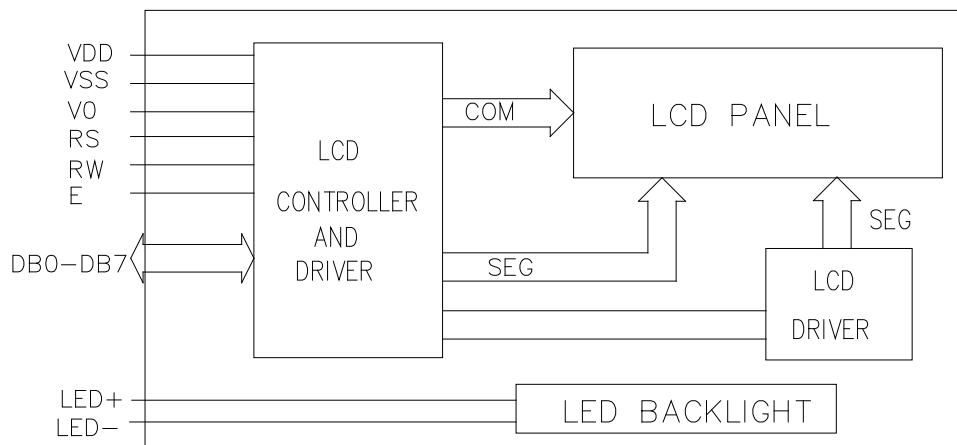 VDD
VSS
V0
RS
RW
E
DB0-DB7
LED+
LED-
LCD
CONTROLLER
AND
DRIVER
COM
SEG
LCD PANEL
SEG
LCD
DRIVER
LED BACKLIGHT